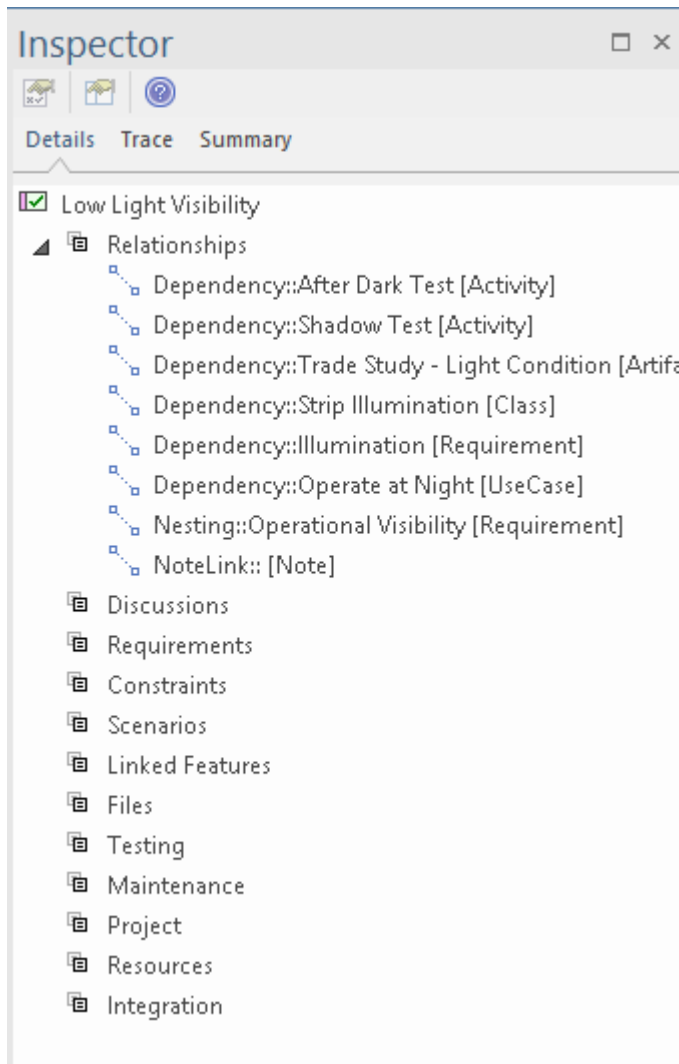 Inspector
Details Trace Summary
Low Light Visibility
Relationships
Dependency::After Dark Test [Activity]
Dependency::Shadow Test [Activity]
Dependency::Trade Study - Light Condition [Artifa
Dependency::Strip Illumination [Class]
Dependency::Illumination [Requirement]
Dependency::Operate at Night [UseCase]
Nesting::Operational Visibility [Requirement]
NoteLink:: [Note]
Discussions
Requirements
Constraints
Scenarios
Linked Features
Files
Testing
Maintenance
Project
Resources
Integration